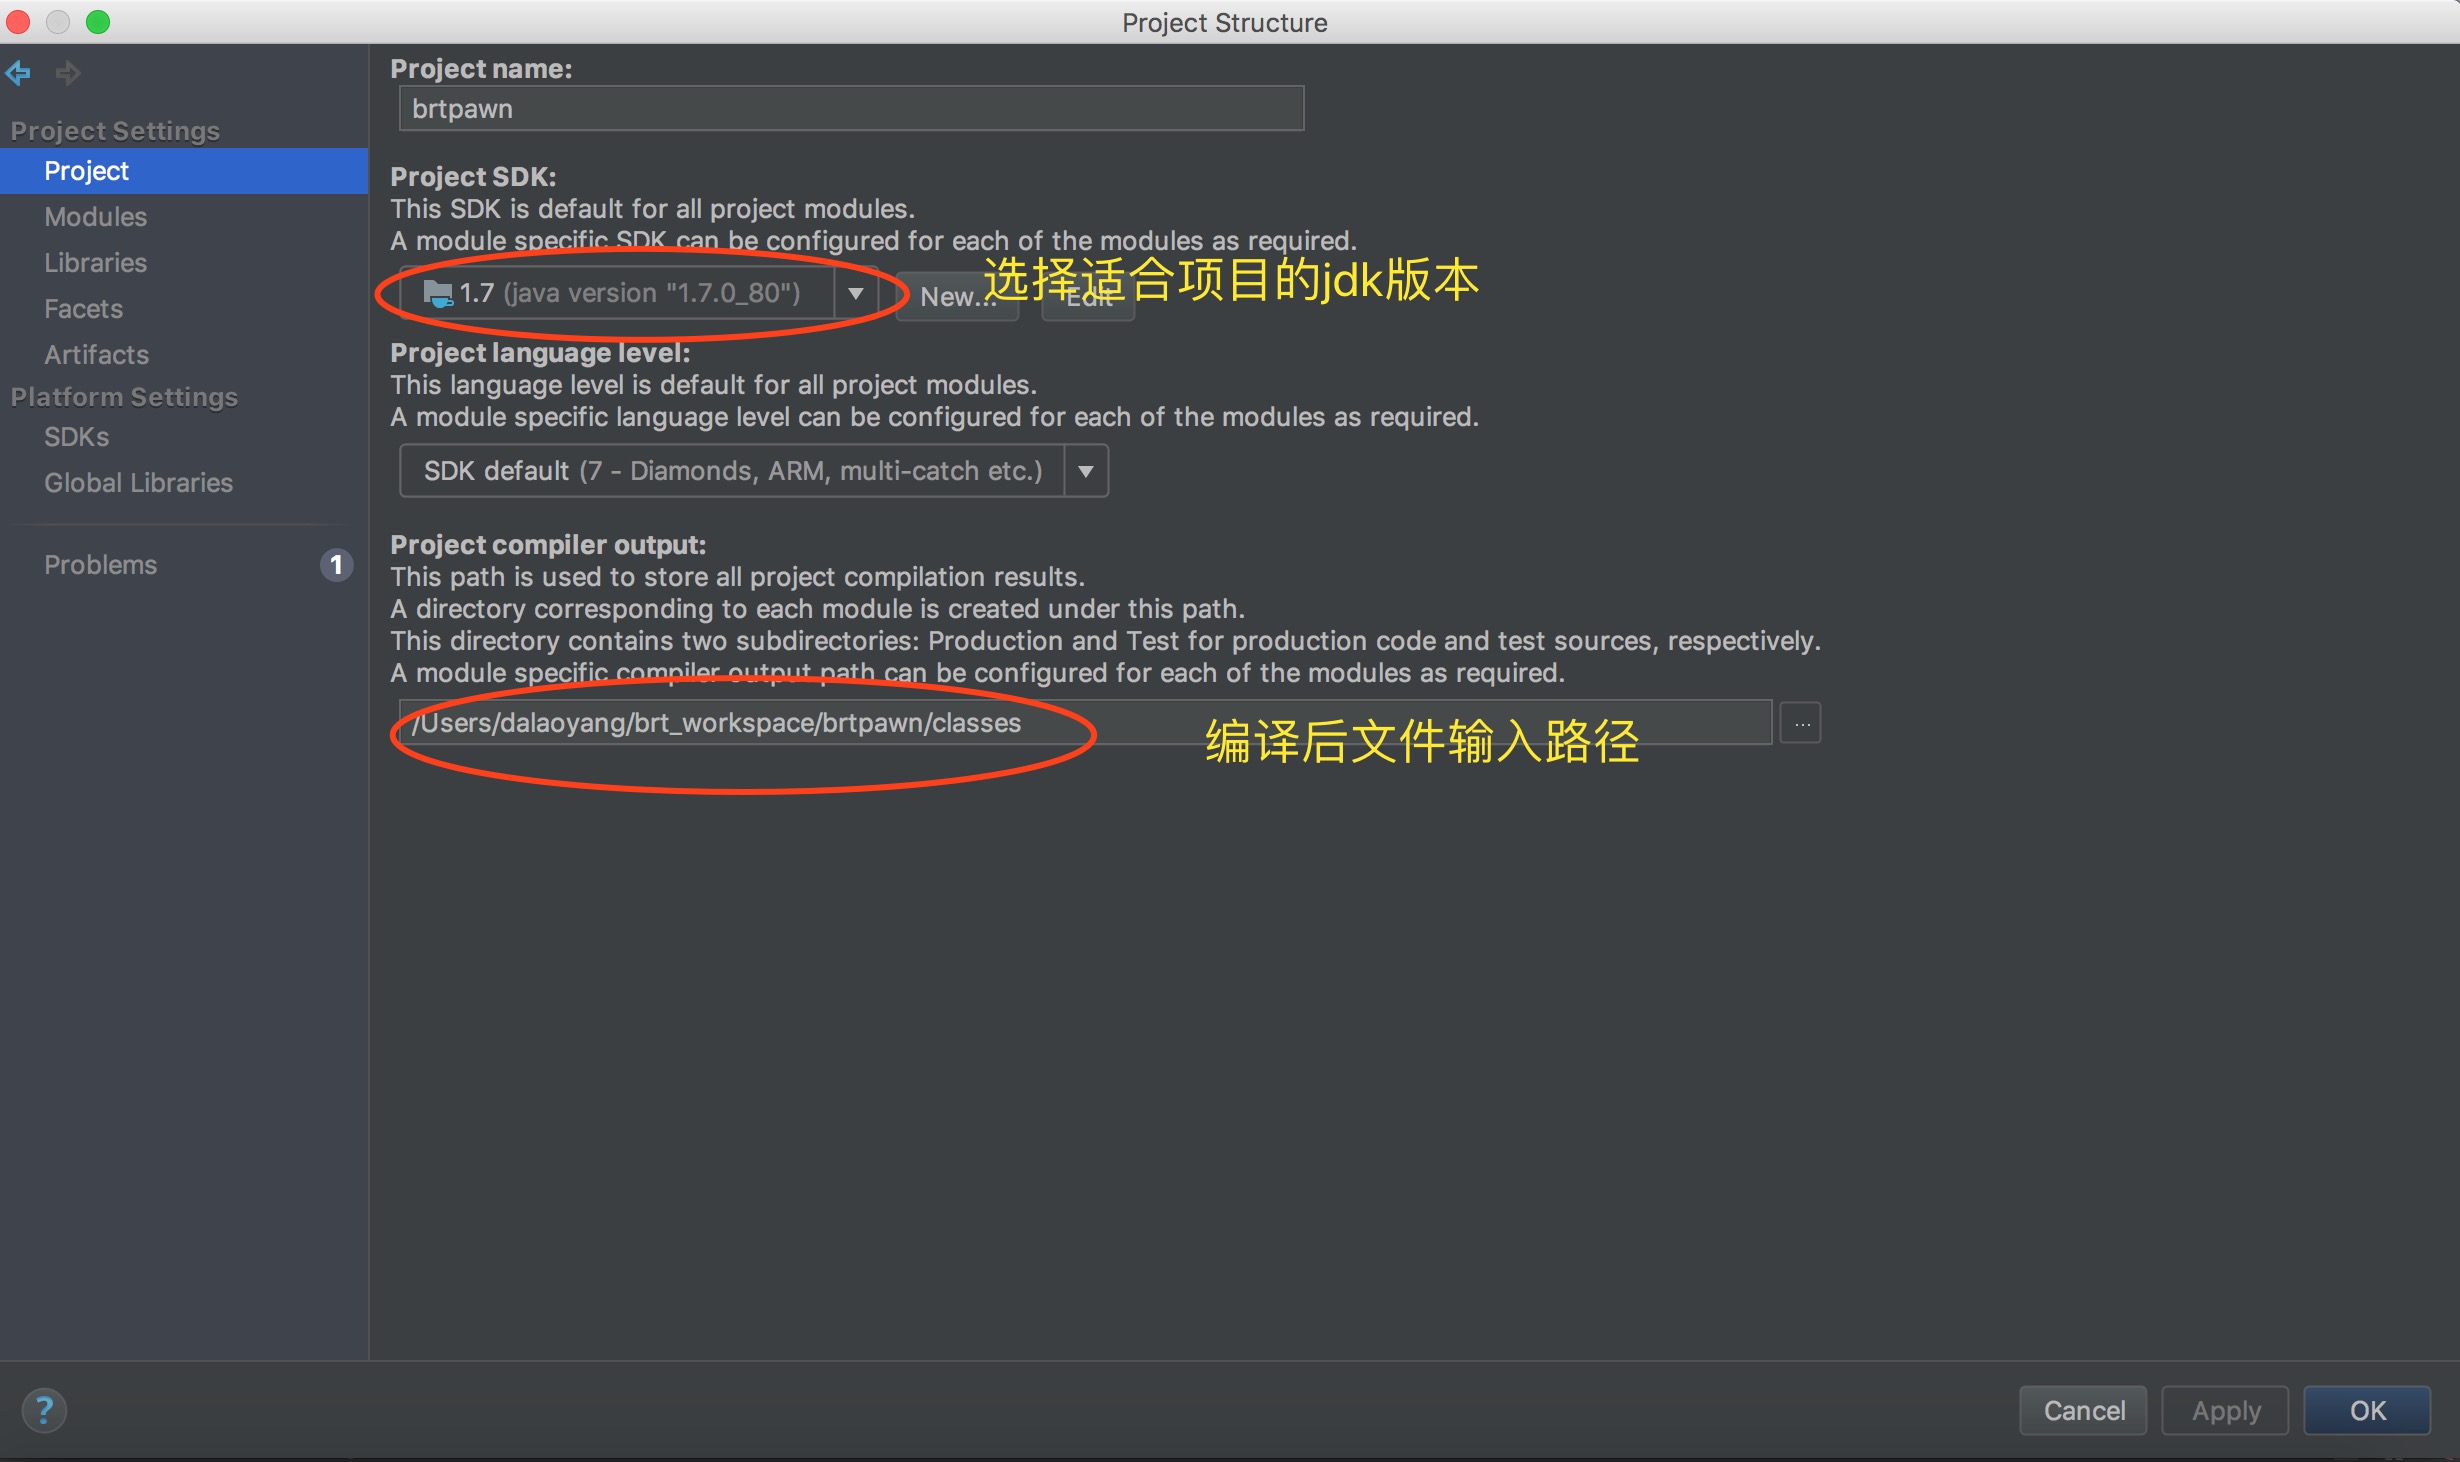 Project Structure
Project Settings
Project
Modules
Libraries
Facets
Artifacts
Platform Settings
SDKs
Global Libraries
Problems
1
Project name:
brtpawn
Project SDK:
This SDK is default for all project modules.
A module specific SDK can be configured for each of the modules as required.
1.7 (java version "1.7.0_80")
New...
Edit
选择适合项目的jdk版本
Project language level:
This language level is default for all project modules.
A module specific language level can be configured for each of the modules as required.
SDK default (7 - Diamonds, ARM, multi-catch etc.)
Project compiler output:
This path is used to store all project compilation results.
A directory corresponding to each module is created under this path.
This directory contains two subdirectories: Production and Test for production code and test sources, respectively.
A module specific compiler output path can be configured for each of the modules as required.
/Users/dalaoyang/brt_workspace/brtpawn/classes
编译后文件输入路径
...
?
Cancel
Apply
OK